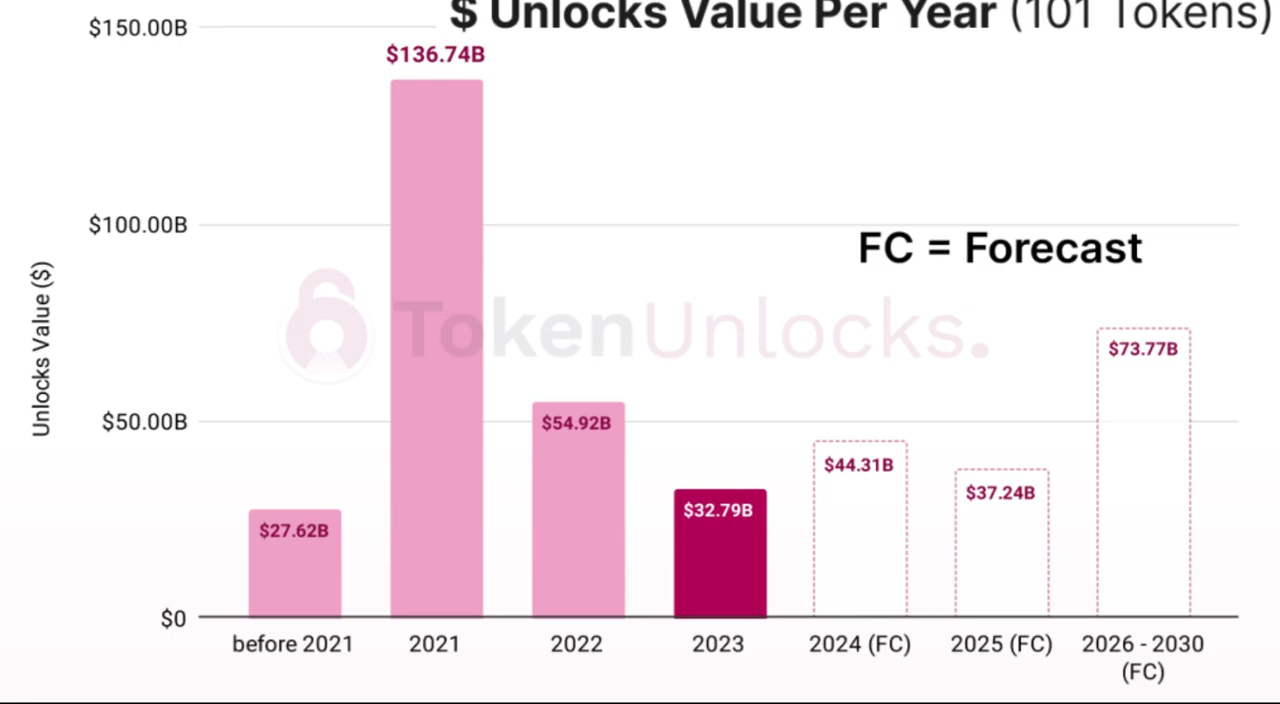 $ Unlocks Value Per Year (101 Tokens)
$150.00B
$136.74B
$100.00B
FC = Forecast
Unlocks Value ($)
TokenUnlocks.
$73.77B
$50.00B
$54.92B
$44.31B
$37.24B
$32.79B
$27.62B
$0
before 2021
2021
2022
2023
2024 (FC)
2025 (FC)
2026 - 2030
(FC)